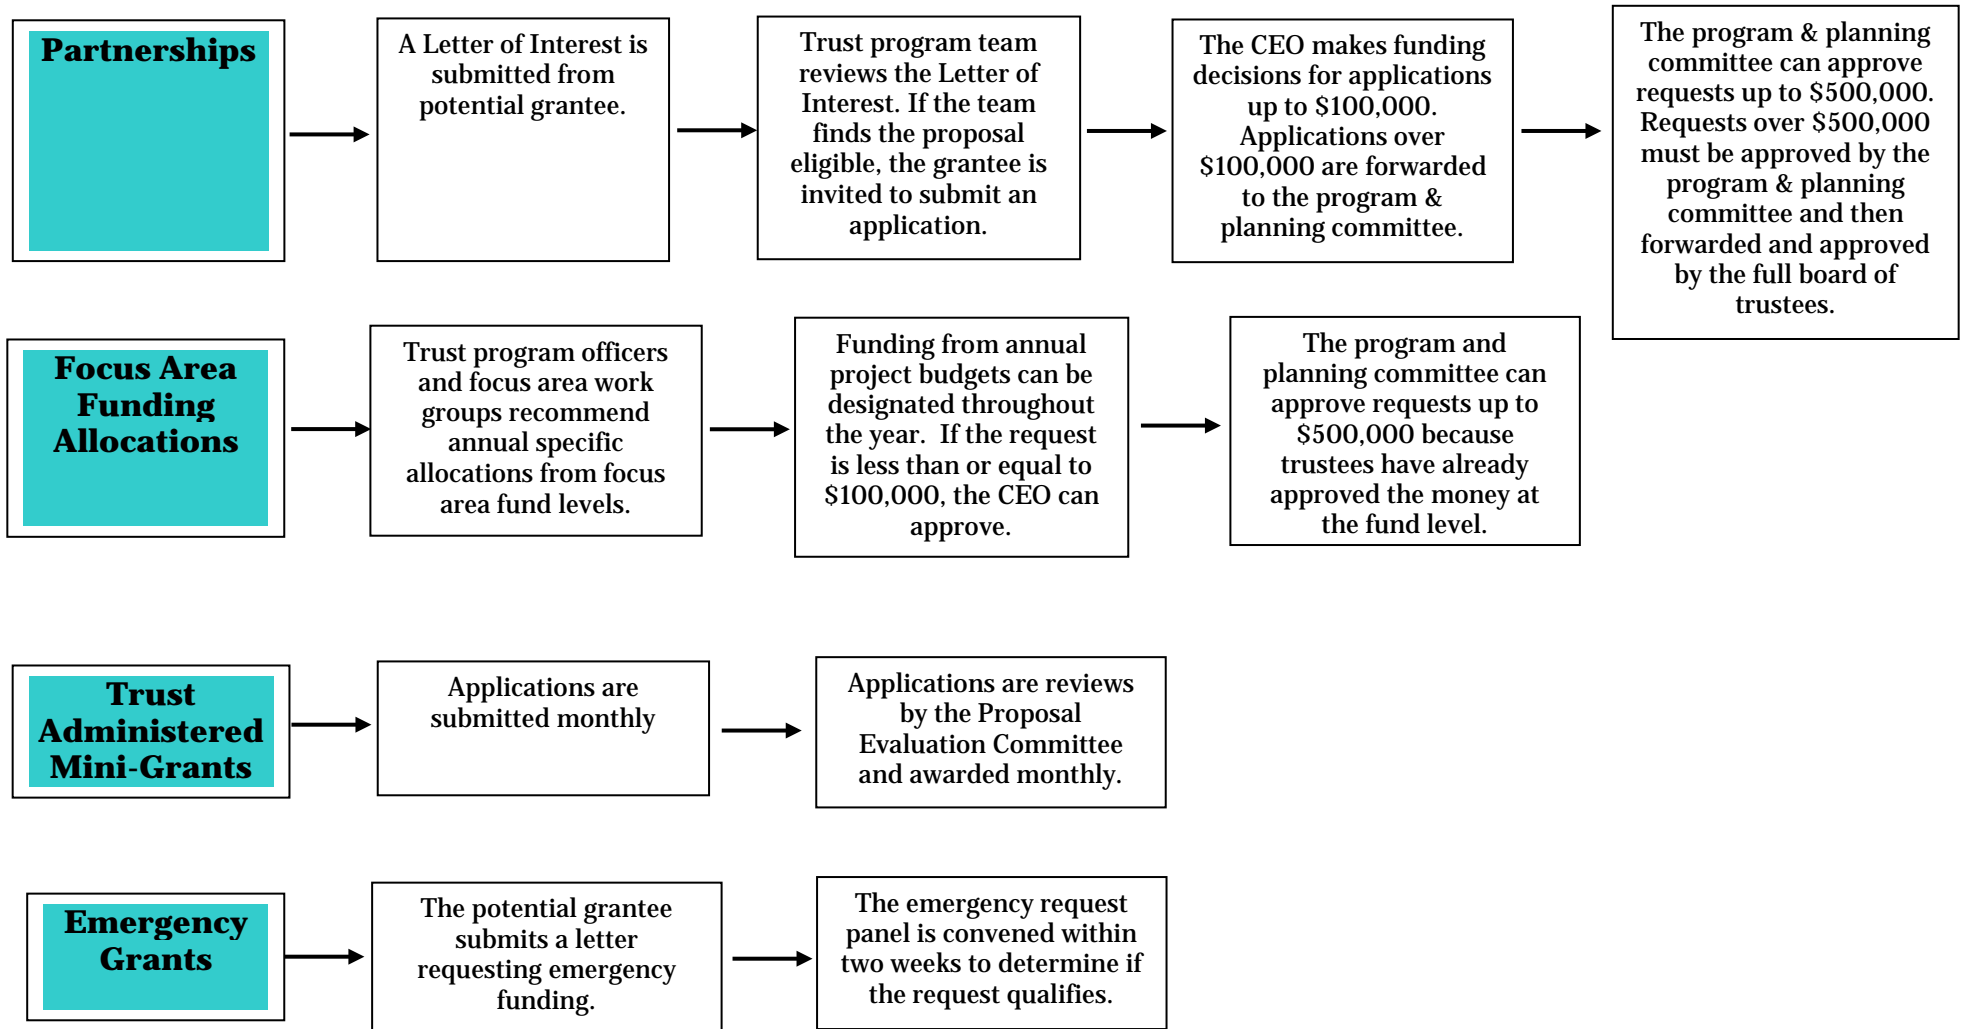 Partnerships
A Letter of Interest is
submitted from
potential grantee.
Trust program team
reviews the Letter of
Interest. If the team
finds the proposal
eligible, the grantee is
invited to submit an
application.
The CEO makes funding
decisions for applications
up to $100,000.
Applications over
$100,000 are forwarded
to the program &
planning committee.
The program & planning
committee can approve
requests up to $500,000.
Requests over $500,000
must be approved by the
program & planning
committee and then
forwarded and approved
by the full board of
trustees.
Focus Area
Funding
Allocations
Trust program officers
and focus area work
groups recommend
annual specific
allocations from focus
area fund levels.
Funding from annual
project budgets can be
designated throughout
the year. If the request
is less than or equal to
$100,000, the CEO can
approve.
The program and
planning committee can
approve requests up to
$500,000 because
trustees have already
approved the money at
the fund level.
Trust
Administered
Mini-Grants
Applications are
submitted monthly
Applications are reviews
by the Proposal
Evaluation Committee
and awarded monthly.
Emergency
Grants
The potential grantee
submits a letter
requesting emergency
funding.
The emergency request
panel is convened within
two weeks to determine if
the request qualifies.